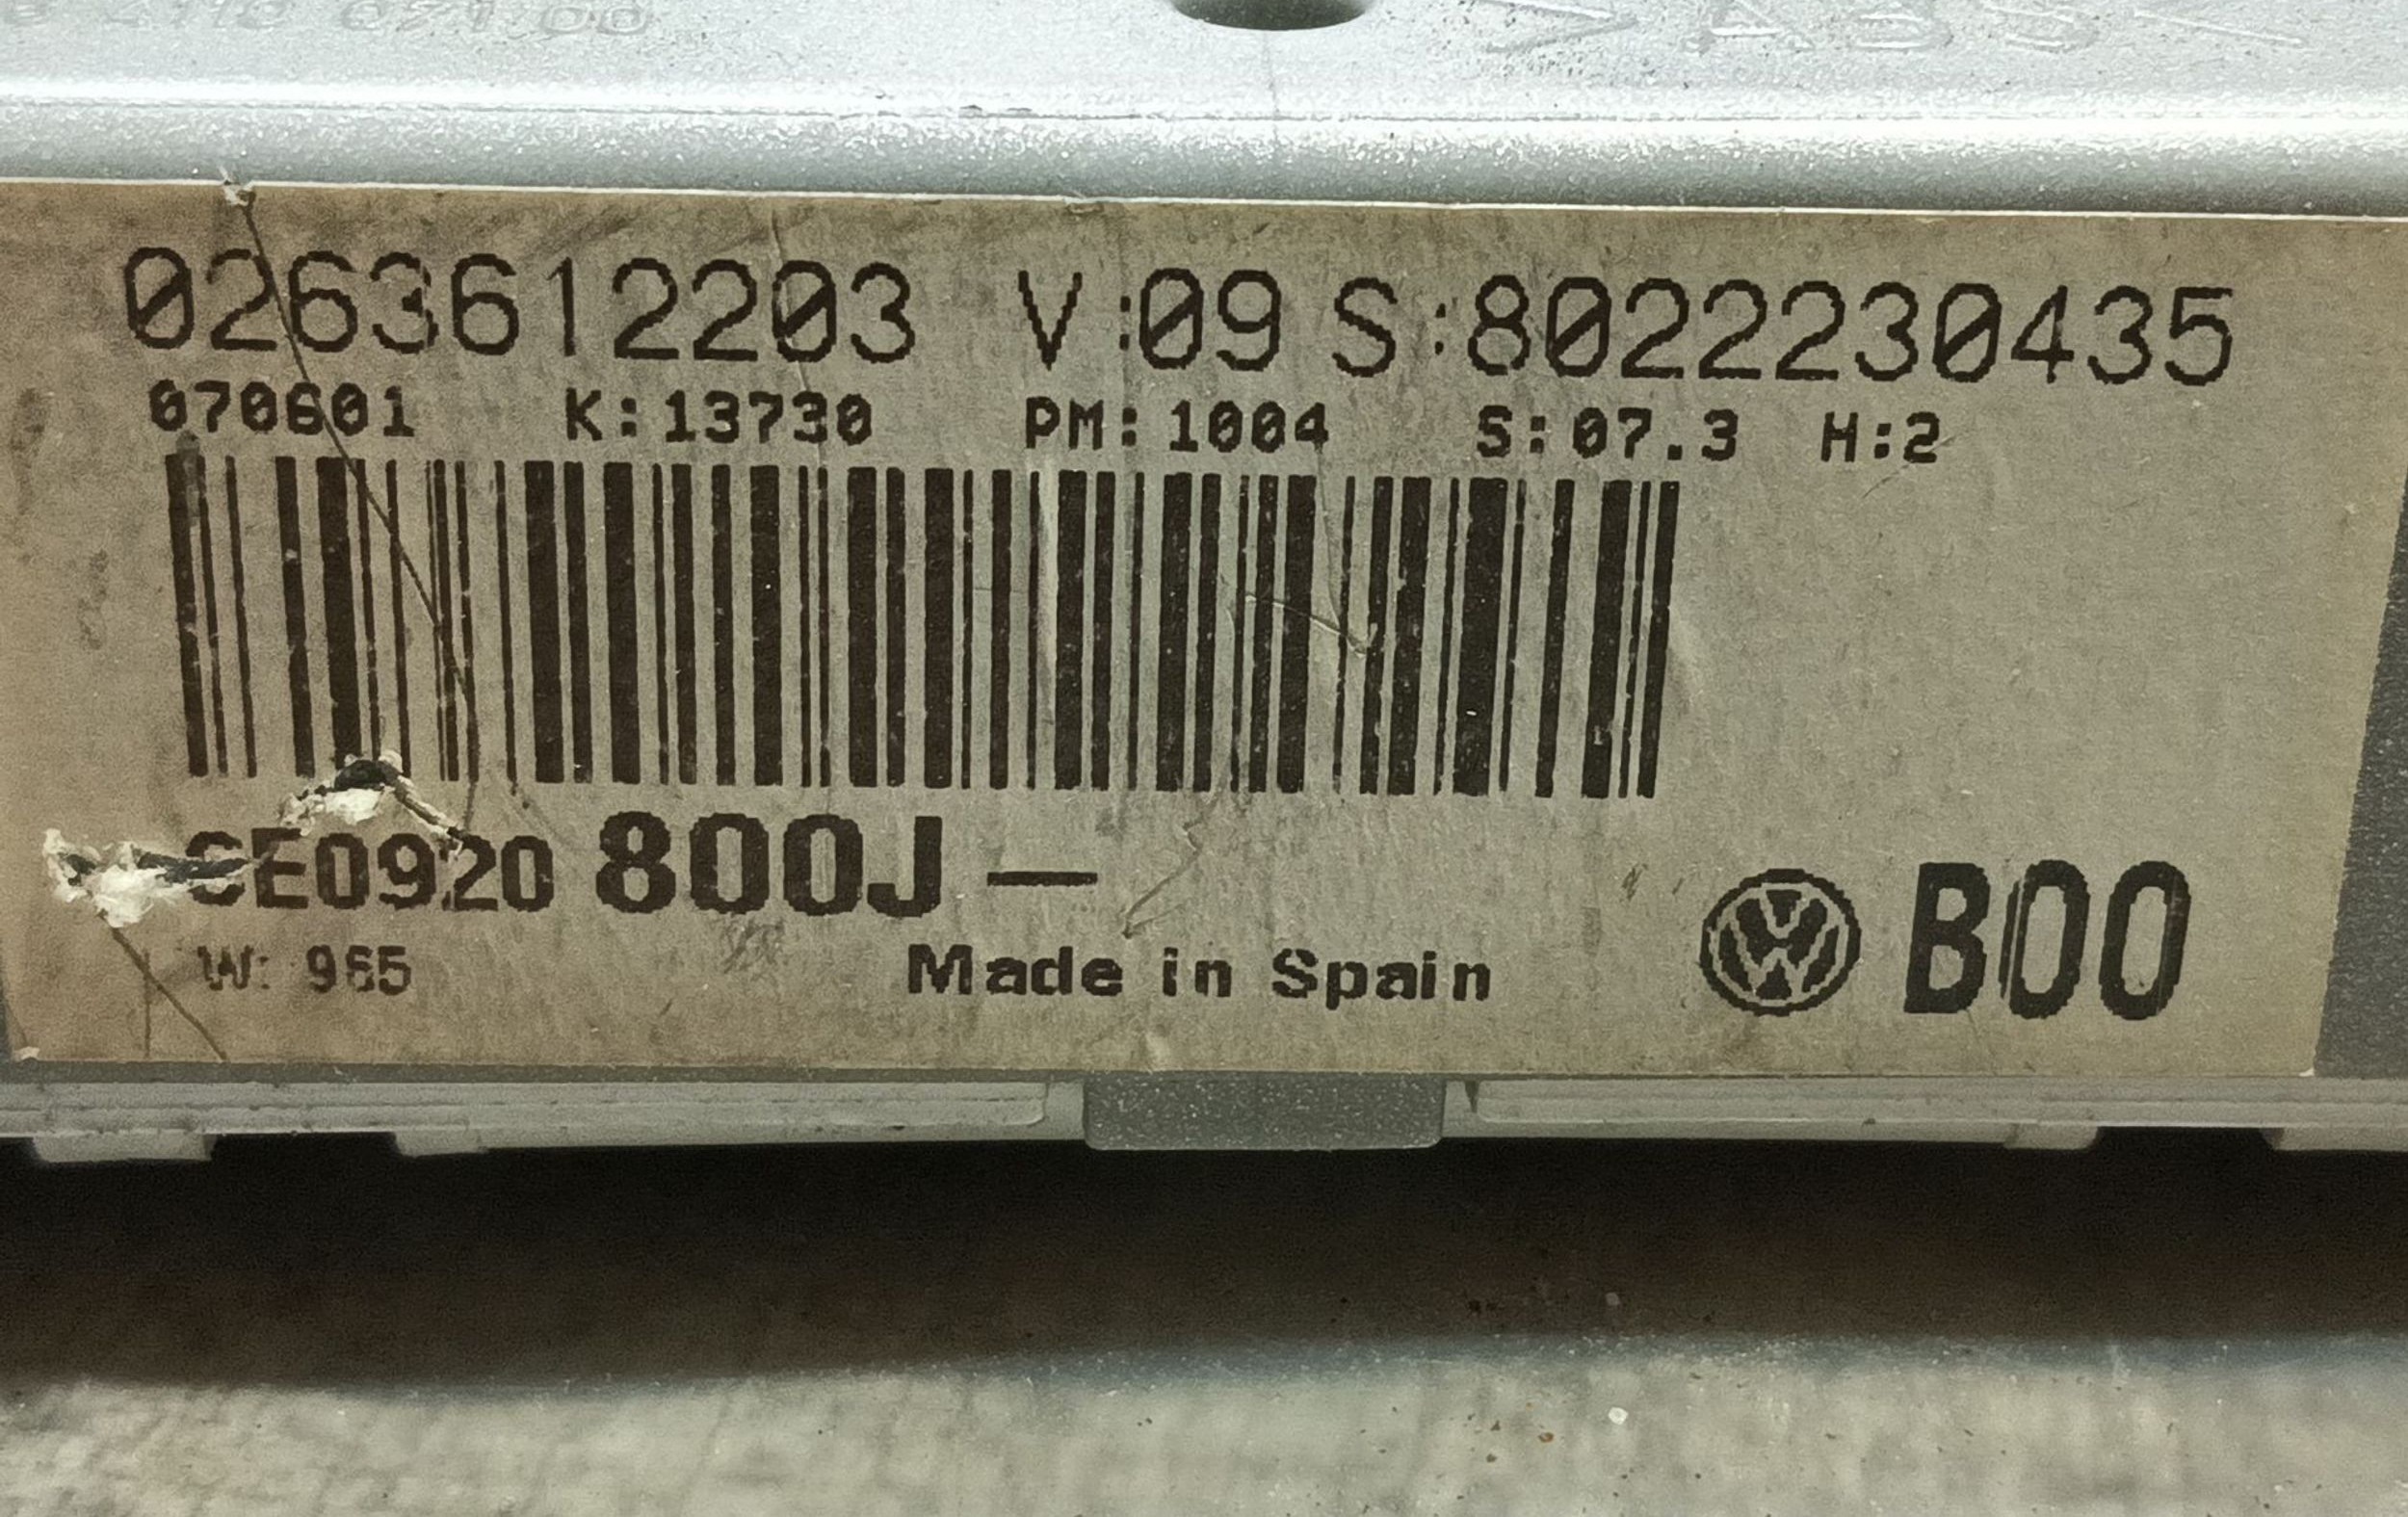 0263612203 V:09 S:8022230435
070601 K:13730 PM:1004 S:07.3 H:2
6E0920 800J —
B00
W: 965 Made in Spain